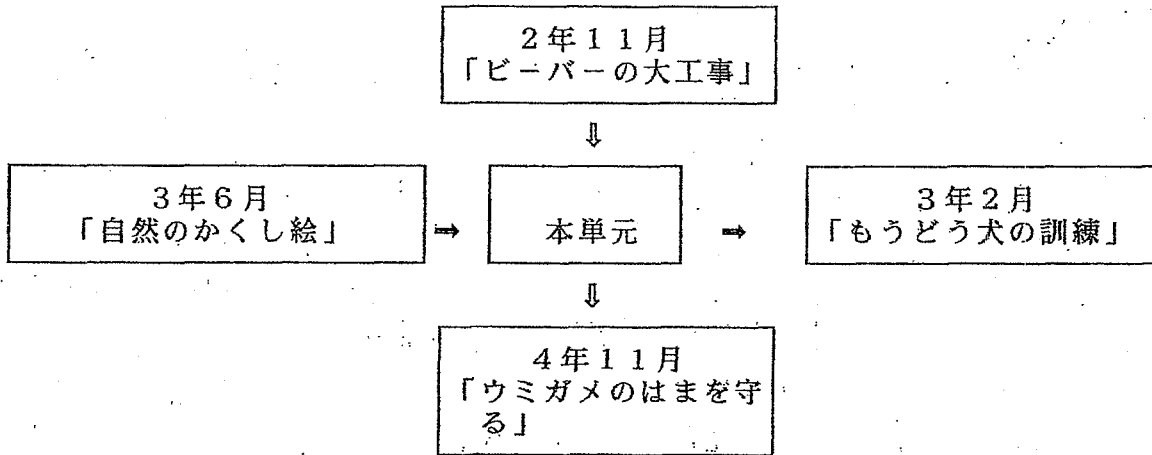 2年11月
「ビーバーの大工事」
⇓
3年6月
「自然のかくし絵」
➡
本単元
➡
3年2月
「もうどう犬の訓練」
⇓
4年11月
「ウミガメのはまを守
る」